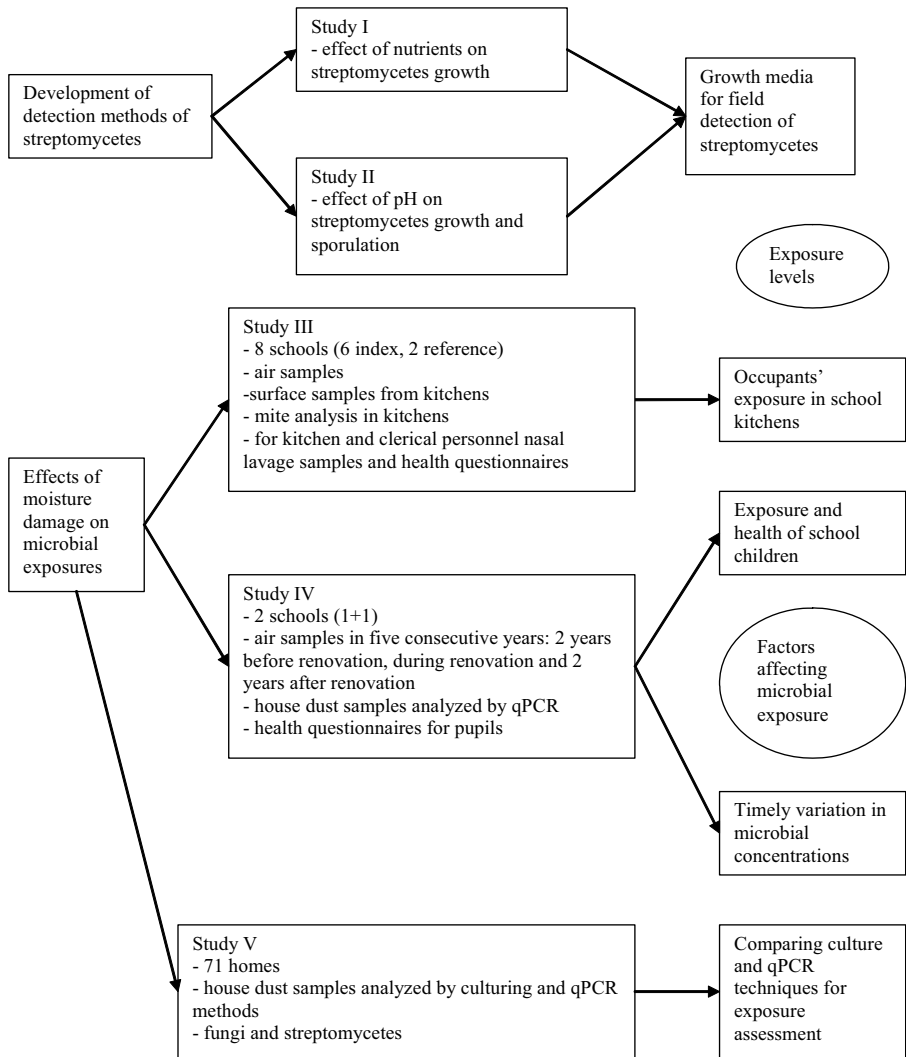 Development of
detection methods of
streptomycetes
Study I
- effect of nutrients on
streptomycetes growth
Study II
- effect of pH on
streptomycetes growth and
sporulation
Growth media
for field
detection of
streptomycetes
Exposure
levels
Effects of
moisture
damage on
microbial
exposures
Study III
- 8 schools (6 index, 2 reference)
- air samples
-surface samples from kitchens
- mite analysis in kitchens
- for kitchen and clerical personnel nasal
lavage samples and health questionnaires
Occupants’
exposure in school
kitchens
Study IV
- 2 schools (1+1)
- air samples in five consecutive years: 2 years
before renovation, during renovation and 2
years after renovation
- house dust samples analyzed by qPCR
- health questionnaires for pupils
Exposure and
health of school
children
Factors
affecting
microbial
exposure
Timely variation in
microbial
concentrations
Study V
- 71 homes
- house dust samples analyzed by culturing and qPCR
methods
- fungi and streptomycetes
Comparing culture
and qPCR
techniques for
exposure
assessment